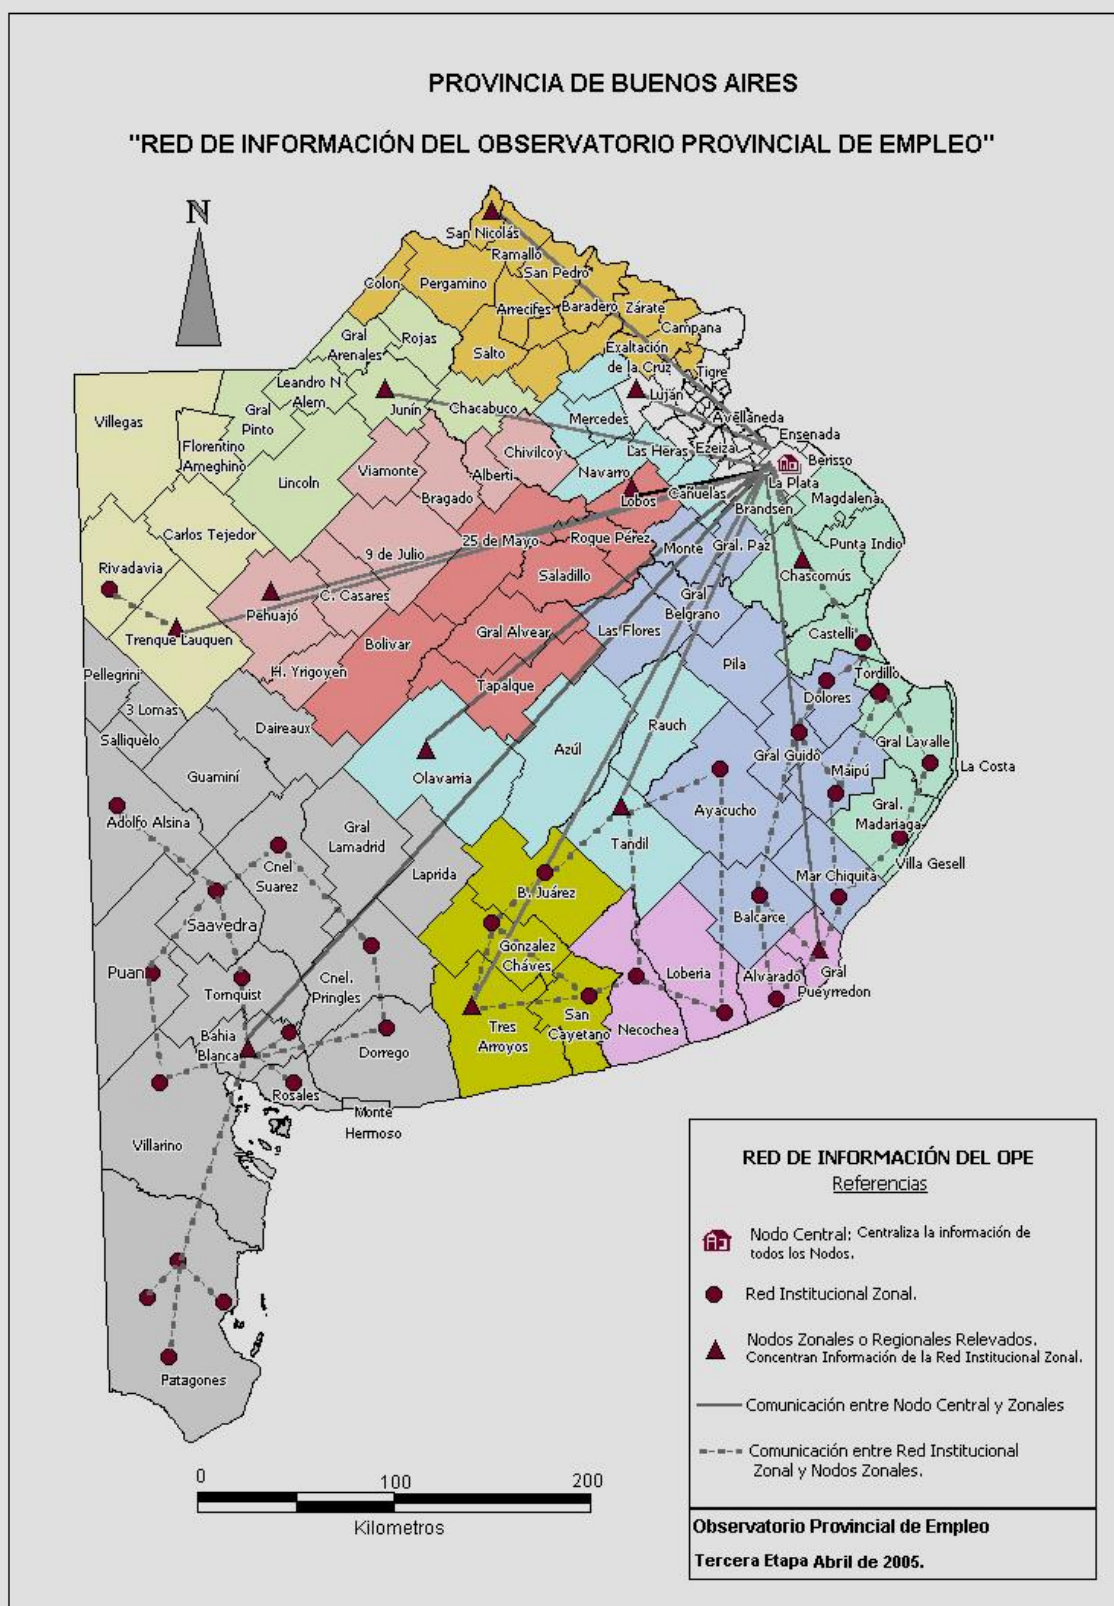 PROVINCIA DE BUENOS AIRES
"RED DE INFORMACIÓN DEL OBSERVATORIO PROVINCIAL DE EMPLEO"
N
San Nicolás
Ramallo
San Pedro
Colon
Pergamino
Arrecifes
Baradero
Zárate
Campana
Gral
Arenales
Rojas
Salto
Exaltación
de la Cruz
Tigre
Leandro N
Alem
Junín
Chacabuco
Luján
Villegas
Gral
Pinto
Mercedes
Avellaneda
Ensenada
Florentino
Ameghino
Viamonte
Chivilcoy
Las Heras
Ezeiza
Berisso
Lincoln
Alberti
Navarro
La Plata
Bragado
Lobos
Cañuelas
Magdalena
Brandsen
Carlos Tejedor
25 de Mayo
Roque Pérez
Monte
Gral. Paz
Punta Indio
9 de Julio
Rivadavia
Saladillo
Chascomús
Pehuajó
C. Casares
Gral
Belgrano
Trenque Lauquen
Gral Alvear
Las Flores
Castelli
Bolivar
Pellegrini
H. Yrigoyen
Pila
Tordillo
3 Lomas
Tapalque
Dolores
Daireaux
Rauch
Salliquelo
Azúl
Gral Lavalle
Gral Guido
La Costa
Guaminí
Olavarria
Maipú
Adolfo Alsina
Gral
Lamadrid
Ayacucho
Gral.
Madariaga
Cnel
Suarez
Laprida
Tandil
Villa Gesell
B. Juárez
Mar Chiquita
Saavedra
Balcarce
Gonzalez
Cháves
Puan
Cnel.
Pringles
Loberia
Alvarado
Gral
Pueyrredon
Tornquist
San
Cayetano
Necochea
Bahia
Blanca
Dorrego
Tres
Arroyos
Rosales
Monte
Hermoso
Villarino
Patagones
RED DE INFORMACIÓN DEL OPE
Referencias
Nodo Central: Centraliza la información de
todos los Nodos.
Red Institucional Zonal.
Nodos Zonales o Regionales Relevados.
Concentran Información de la Red Institucional Zonal.
Comunicación entre Nodo Central y Zonales
Comunicación entre Red Institucional
Zonal y Nodos Zonales.
0 100 200
Kilometros
Observatorio Provincial de Empleo
Tercera Etapa Abril de 2005.